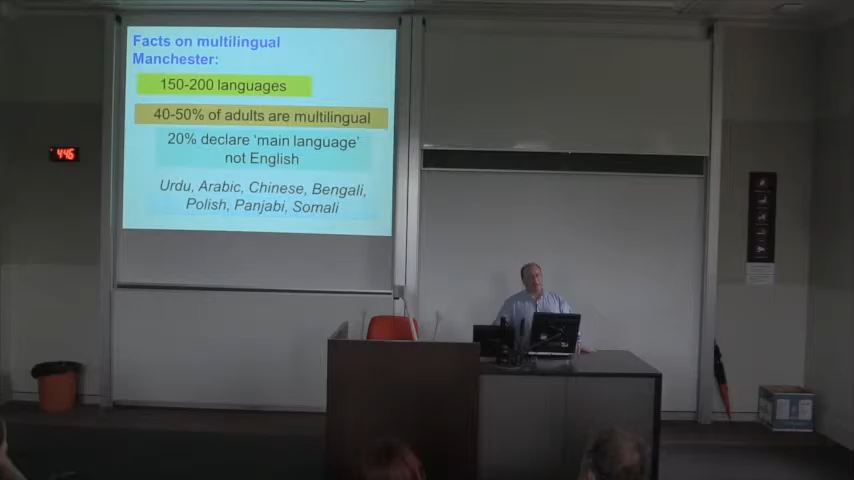 Facts on multilingual
Manchester:
150-200 languages
40-50% of adults are multilingual
20% declare 'main language'
not English
Urdu, Arabic, Chinese, Bengali,
Polish, Panjabi, Somali
4:45